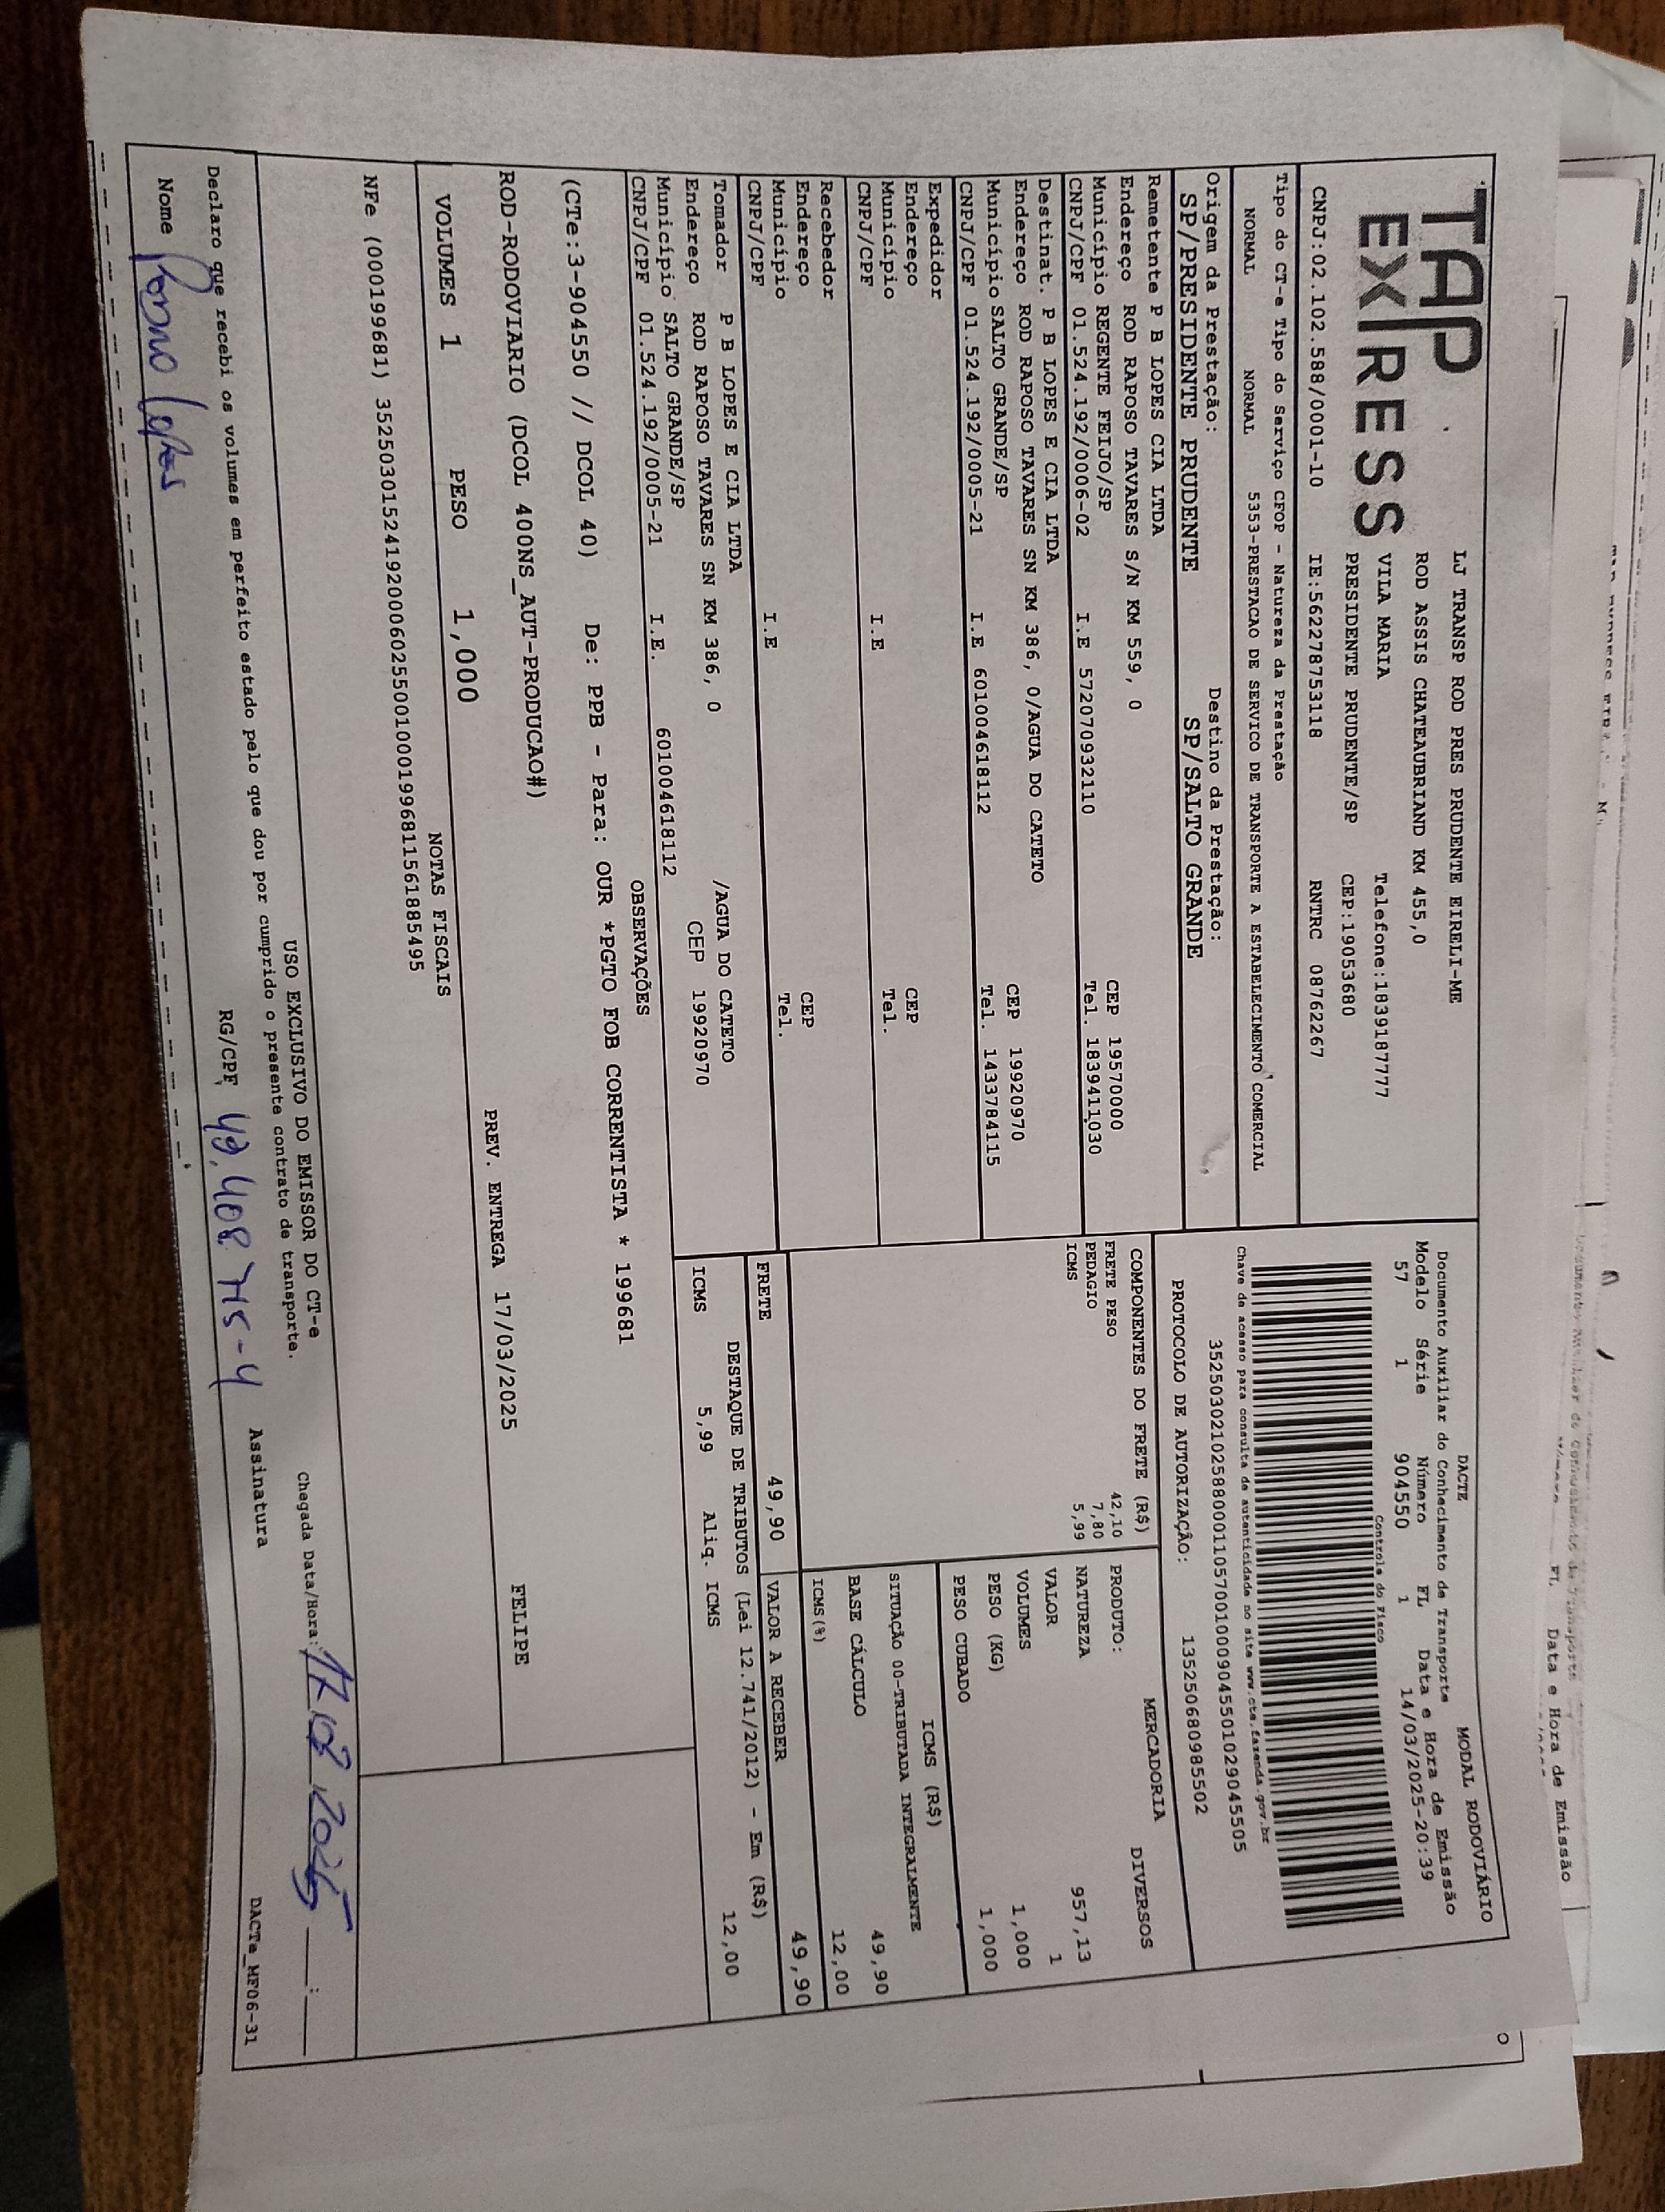 TAP
EXPRESS
LJ TRANSP ROD PRES PRUDENTE EIRELI-ME
ROD ASSIS CHATEAUBRIAND KM 455,0
VILA MARIA Telefone:1839187777
PRESIDENTE PRUDENTE/SP CEP:19053680
CNPJ:02.102.588/0001-10 IE:562278753118 RNTRC 08762267
DACTE MODAL RODOVIÁRIO
Documento Auxiliar do Conhecimento de Transporte
Modelo Série Número FL Data e Hora de Emissão
57 1 904550 1 14/03/2025-20:39
Controle do Fisco
Chave de acesso para consulta de autenticidade no site www.cte.fazenda.gov.br
35250302102588000110570010009045501029045505
PROTOCOLO DE AUTORIZAÇÃO: 135250680985502
Tipo do CT-e Tipo do Serviço CFOP - Natureza da Prestação
NORMAL NORMAL 5353-PRESTACAO DE SERVICO DE TRANSPORTE A ESTABELECIMENTO COMERCIAL
Origem da Prestação: Destino da Prestação:
SP/PRESIDENTE PRUDENTE SP/SALTO GRANDE
Remetente P B LOPES CIA LTDA
Endereço ROD RAPOSO TAVARES S/N KM 559, 0 CEP 19570000
Município REGENTE FEIJO/SP Tel. 1839411030
CNPJ/CPF 01.524.192/0006-02 I.E 572070932110
Destinat. P B LOPES E CIA LTDA
Endereço ROD RAPOSO TAVARES SN KM 386, 0/AGUA DO CATETO CEP 19920970
Município SALTO GRANDE/SP Tel. 1433784115
CNPJ/CPF 01.524.192/0005-21 I.E 601004618112
Expedidor
Endereço CEP
Município Tel.
CNPJ/CPF I.E
Recebedor
Endereço CEP
Município Tel.
CNPJ/CPF I.E
Tomador P B LOPES E CIA LTDA
Endereço ROD RAPOSO TAVARES SN KM 386, 0 /AGUA DO CATETO
Município SALTO GRANDE/SP CEP 19920970
CNPJ/CPF 01.524.192/0005-21 I.E. 601004618112
COMPONENTES DO FRETE (R$)
FRETE PESO 42,10
PEDAGIO 7,80
ICMS 5,99
MERCADORIA
PRODUTO: DIVERSOS
NATUREZA
VALOR 957,13
VOLUMES 1
PESO (KG) 1,000
PESO CUBADO 1,000
ICMS (R$)
SITUAÇÃO 00-TRIBUTADA INTEGRALMENTE
BASE CÁLCULO 49,90
ICMS(%) 12,00
FRETE 49,90 VALOR A RECEBER 49,90
DESTAQUE DE TRIBUTOS (Lei 12.741/2012) - Em (R$)
ICMS 5,99 Aliq. ICMS 12,00
OBSERVAÇÕES
(CTe:3-904550 // DCOL 40) De: PPB - Para: OUR *PGTO FOB CORRENTISTA * 199681
ROD-RODOVIARIO (DCOL 400NS_AUT-PRODUCAO#)
FELIPE
VOLUMES 1 PESO 1,000 PREV. ENTREGA 17/03/2025
NOTAS FISCAIS
NFe (000199681) 35250301524192000602550010001996811561885495
USO EXCLUSIVO DO EMISSOR DO CT-e
Declaro que recebi os volumes em perfeito estado pelo que dou por cumprido o presente contrato de transporte.
Chegada Data/Hora: 17 03 2025 __:__
Nome Lopes RG/CPF 42.408 715-4 Assinatura
DACTe_MF06-31
Data e Hora de Emissão
FL